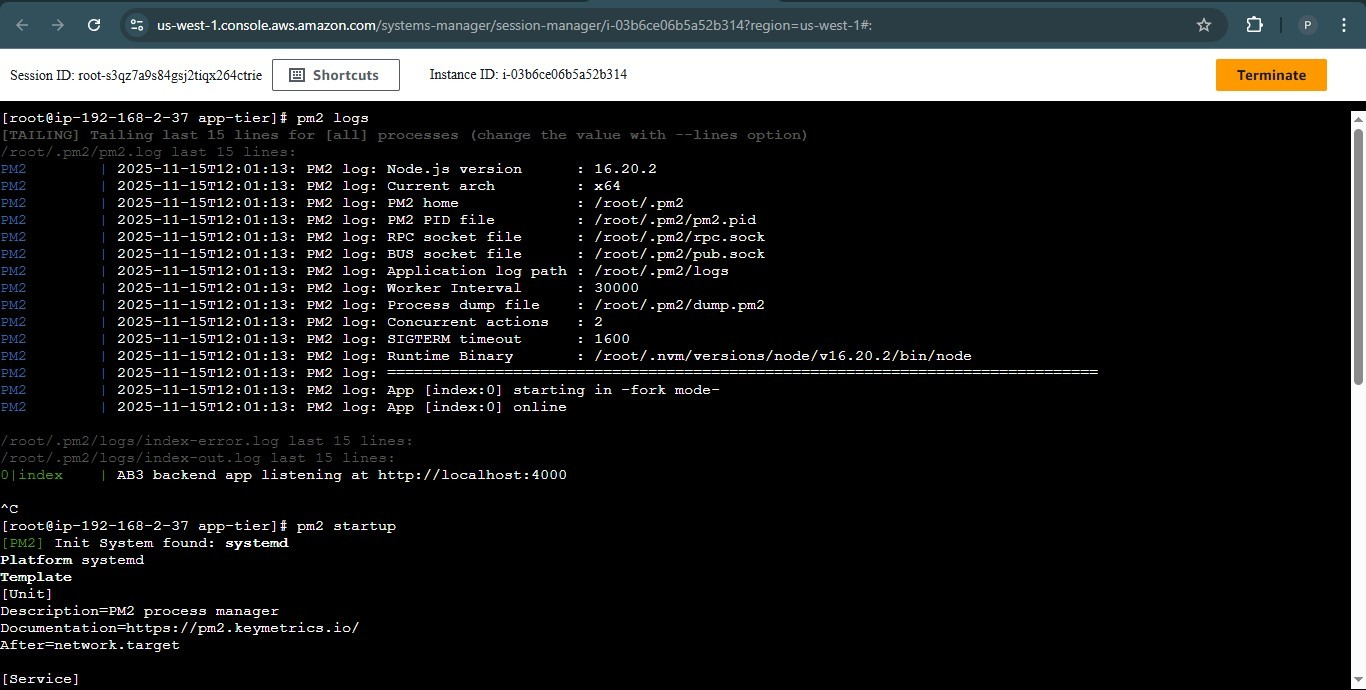 us-west-1.console.aws.amazon.com/systems-manager/session-manager/i-03b6ce06b5a52b314?region=us-west-1#:
P
Session ID: root-s3qz7a9s84gsj2tiqx264ctrie
Shortcuts
Instance ID: i-03b6ce06b5a52b314
Terminate
[root@ip-192-168-2-37 app-tier]# pm2 logs
[TAILING] Tailing last 15 lines for [all] processes (change the value with --lines option)
/root/.pm2/pm2.log last 15 lines:
PM2        | 2025-11-15T12:01:13: PM2 log: Node.js version      : 16.20.2
PM2        | 2025-11-15T12:01:13: PM2 log: Current arch         : x64
PM2        | 2025-11-15T12:01:13: PM2 log: PM2 home             : /root/.pm2
PM2        | 2025-11-15T12:01:13: PM2 log: PM2 PID file         : /root/.pm2/pm2.pid
PM2        | 2025-11-15T12:01:13: PM2 log: RPC socket file      : /root/.pm2/rpc.sock
PM2        | 2025-11-15T12:01:13: PM2 log: BUS socket file      : /root/.pm2/pub.sock
PM2        | 2025-11-15T12:01:13: PM2 log: Application log path : /root/.pm2/logs
PM2        | 2025-11-15T12:01:13: PM2 log: Worker Interval      : 30000
PM2        | 2025-11-15T12:01:13: PM2 log: Process dump file    : /root/.pm2/dump.pm2
PM2        | 2025-11-15T12:01:13: PM2 log: Concurrent actions   : 2
PM2        | 2025-11-15T12:01:13: PM2 log: SIGTERM timeout      : 1600
PM2        | 2025-11-15T12:01:13: PM2 log: Runtime Binary       : /root/.nvm/versions/node/v16.20.2/bin/node
PM2        | 2025-11-15T12:01:13: PM2 log: ===============================================================================
PM2        | 2025-11-15T12:01:13: PM2 log: App [index:0] starting in -fork mode-
PM2        | 2025-11-15T12:01:13: PM2 log: App [index:0] online
/root/.pm2/logs/index-error.log last 15 lines:
/root/.pm2/logs/index-out.log last 15 lines:
0|index    | AB3 backend app listening at http://localhost:4000
^C
[root@ip-192-168-2-37 app-tier]# pm2 startup
[PM2] Init System found: systemd
Platform systemd
Template
[Unit]
Description=PM2 process manager
Documentation=https://pm2.keymetrics.io/
After=network.target
[Service]